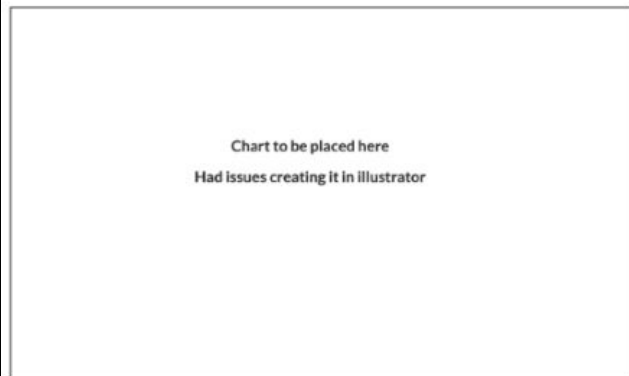 Chart to be placed here
Had issues creating it in illustrator